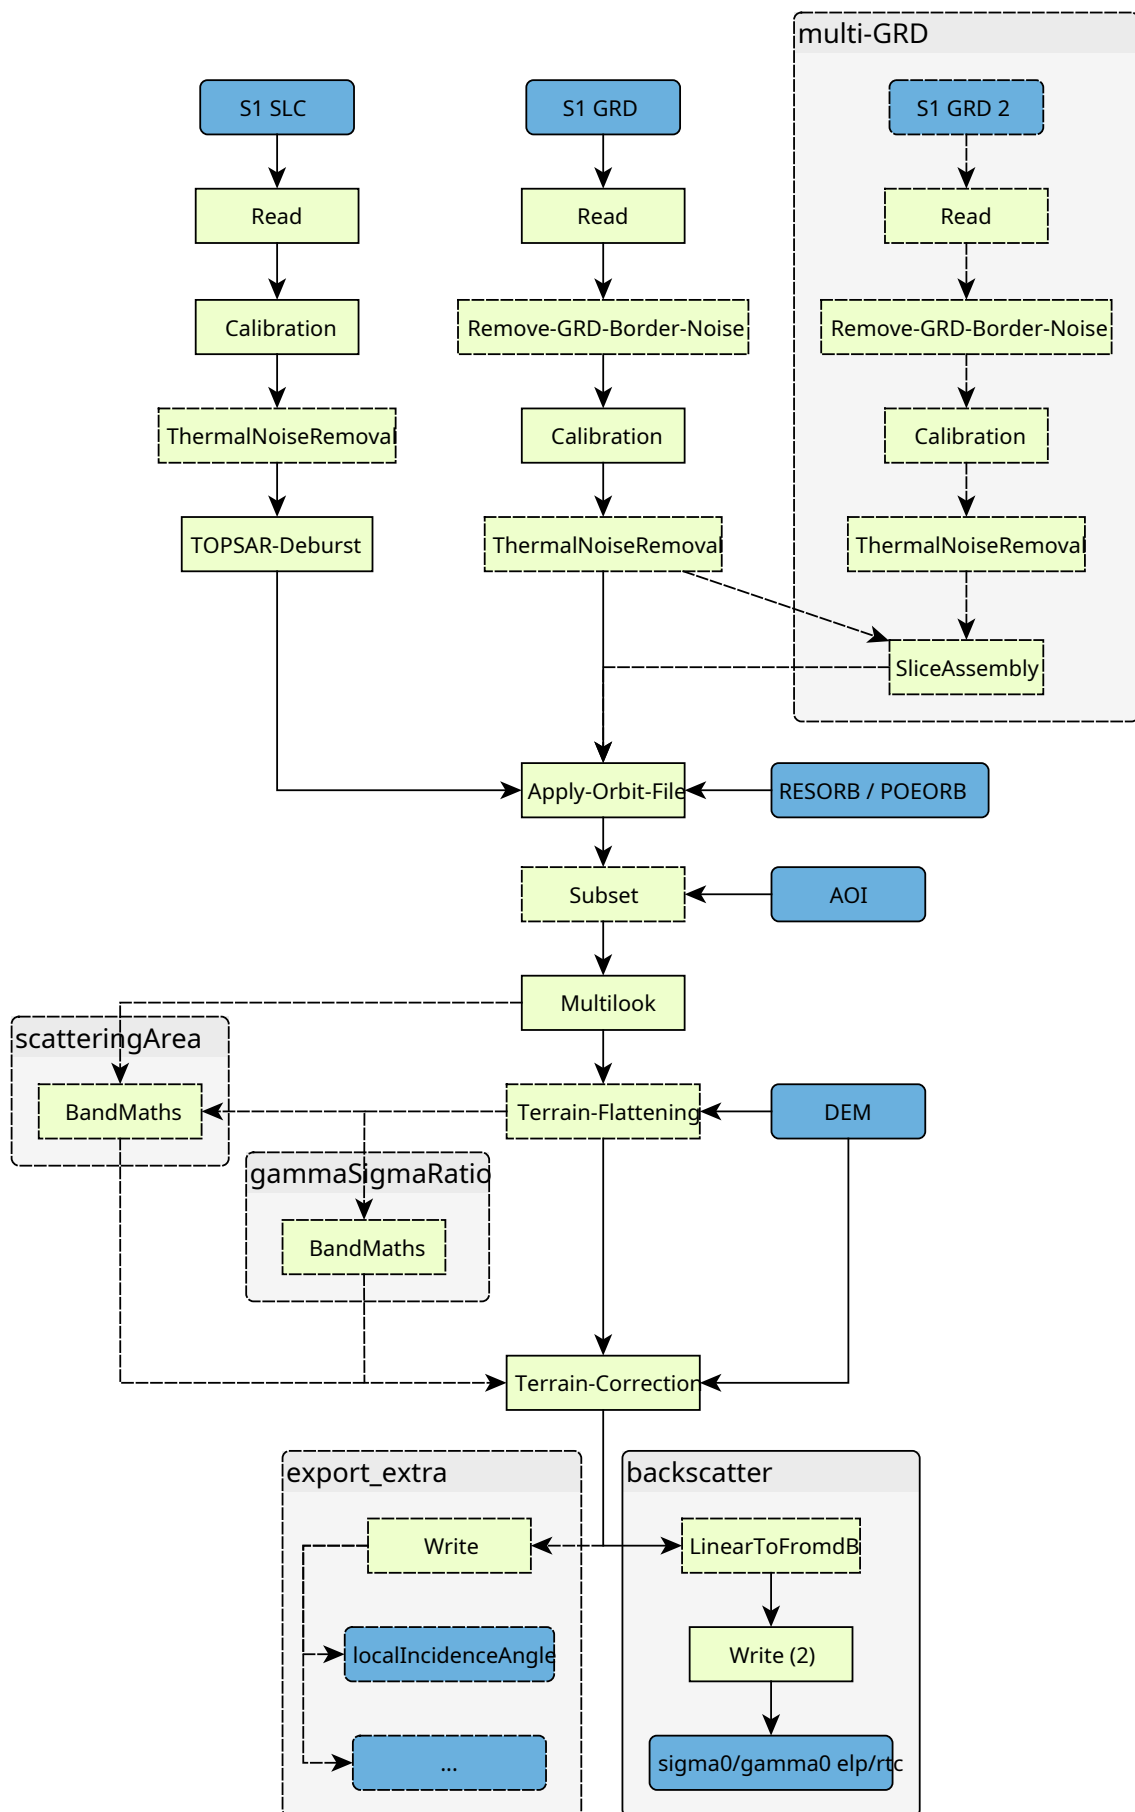 multi-GRD
S1 SLC
S1 GRD
S1 GRD 2
Read
Read
Read
Calibration
Remove-GRD-Border-Noise
Remove-GRD-Border-Noise
ThermalNoiseRemoval
Calibration
Calibration
TOPSAR-Deburst
ThermalNoiseRemoval
ThermalNoiseRemoval
SliceAssembly
Apply-Orbit-File
RESORB / POEORB
Subset
AOI
Multilook
scatteringArea
BandMaths
Terrain-Flattening
DEM
gammaSigmaRatio
BandMaths
Terrain-Correction
export_extra
backscatter
Write
LinearToFromdB
localIncidenceAngle
Write (2)
...
sigma0/gamma0 elp/rtc